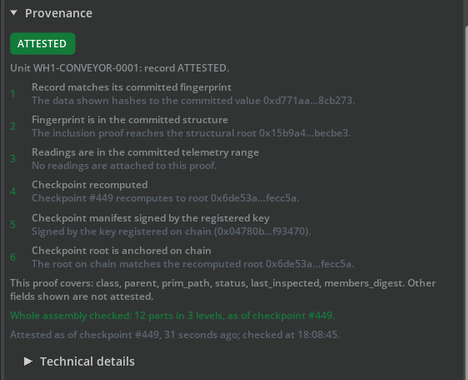 Provenance
ATTESTED
Unit WH1-CONVEYOR-0001: record ATTESTED.
1 Record matches its committed fingerprint
The data shown hashes to the committed value 0xd771aa...8cb273.
2 Fingerprint is in the committed structure
The inclusion proof reaches the structural root 0x15b9a4...becbe3.
3 Readings are in the committed telemetry range
No readings are attached to this proof.
4 Checkpoint recomputed
Checkpoint #449 recomputes to root 0x6de53a...fecc5a.
5 Checkpoint manifest signed by the registered key
Signed by the key registered on chain (0x04780b...f93470).
6 Checkpoint root is anchored on chain
The root on chain matches the recomputed root 0x6de53a...fecc5a.
This proof covers: class, parent, prim_path, status, last_inspected, members_digest. Other
fields shown are not attested.
Whole assembly checked: 12 parts in 3 levels, as of checkpoint #449.
Attested as of checkpoint #449, 31 seconds ago; checked at 18:08:45.
Technical details